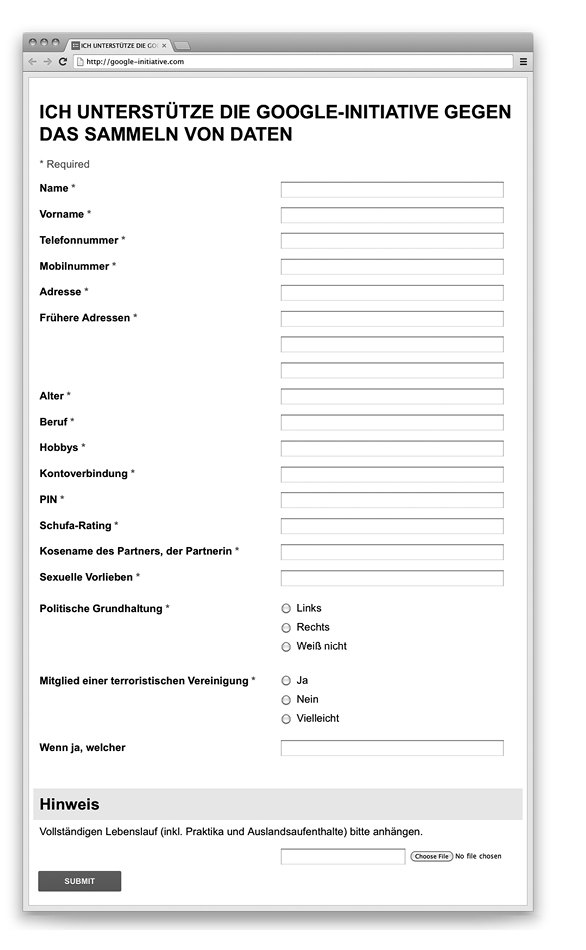 ICH UNTERSTÜTZE DIE GO
http://google-initiative.com
ICH UNTERSTÜTZE DIE GOOGLE-INITIATIVE GEGEN
DAS SAMMELN VON DATEN
* Required
Name *
Vorname *
Telefonnummer *
Mobilnummer *
Adresse *
Frühere Adressen *
Alter *
Beruf *
Hobbys *
Kontoverbindung *
PIN *
Schufa-Rating *
Kosename des Partners, der Partnerin *
Sexuelle Vorlieben *
Politische Grundhaltung *
Links
Rechts
Weiß nicht
Mitglied einer terroristischen Vereinigung *
Ja
Nein
Vielleicht
Wenn ja, welcher
Hinweis
Vollständigen Lebenslauf (inkl. Praktika und Auslandsaufenthalte) bitte anhängen.
Choose File No file chosen
SUBMIT